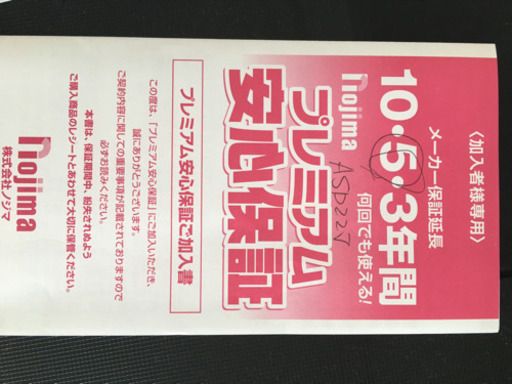 〈加入者様専用〉
メーカー保証延長
10・5・3年間
何回でも使える!
nojima
プレミアム
安心保証
ASD22J
プレミアム安心保証ご加入書
この度は、「プレミアム安心保証」にご加入いただき、
誠にありがとうございます。
ご契約内容に関しての重要事項が記載されておりますので
必ずお読みください。
本書は、保証期間中、紛失されぬよう
ご購入商品のレシートとあわせて大切に保管ください。
nojima
株式会社ノジマ